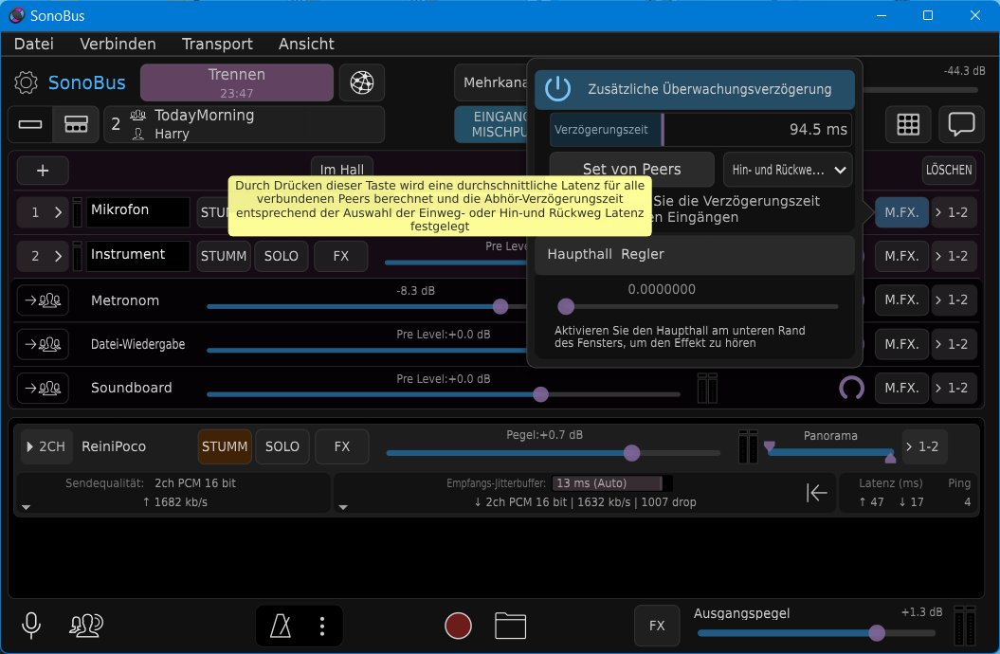 SonoBus
Datei Verbinden Transport Ansicht
SonoBus
Trennen
23:47
Mehrkana
-44.3 dB
2
TodayMorning
Harry
EINGAN
MISCHPU
Zusätzliche Überwachungsverzögerung
Verzögerungszeit 94.5 ms
Set von Peers
Hin- und Rückwe...
Sie die Verzögerungszeit
en Eingängen
Durch Drücken dieser Taste wird eine durchschnittliche Latenz für alle
verbundenen Peers berechnet und die Abhör-Verzögerungszeit
entsprechend der Auswahl der Einweg- oder Hin-und Rückweg Latenz
festgelegt
Haupthall Regler
0.0000000
Aktivieren Sie den Haupthall am unteren Rand
des Fensters, um den Effekt zu hören
+ Im Hall LÖSCHEN
1 > Mikrofon STU M.FX. > 1-2
2 > Instrument STUMM SOLO FX Pre Leve M.FX. > 1-2
Metronom -8.3 dB M.FX. > 1-2
Datei-Wiedergabe Pre Level:+0.0 dB M.FX. > 1-2
Soundboard Pre Level:+0.0 dB M.FX. > 1-2
2CH ReiniPoco STUMM SOLO FX Pegel:+0.7 dB Panorama > 1-2
Sendequalität: 2ch PCM 16 bit
↑ 1682 kb/s
Empfangs-Jitterbuffer: 13 ms (Auto)
↓ 2ch PCM 16 bit | 1632 kb/s | 1007 drop
Latenz (ms) Ping
↑ 47 ↓ 17 4
FX
Ausgangspegel +1.3 dB